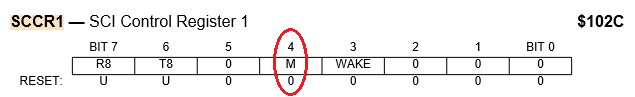 SCCR1 — SCI Control Register 1 $102C
BIT 7 6 5 4 3 2 1 BIT 0
R8 T8 0 M WAKE 0 0 0
RESET: U U 0 0 0 0 0 0